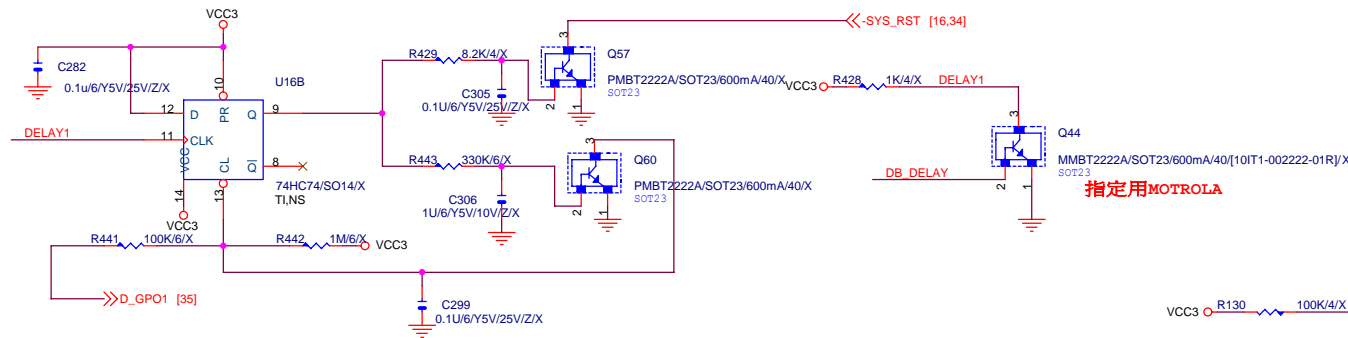 VCC3
C282
0.1u/6/Y5V/25V/Z/X
U16B
10
12
D
PR
Q
9
DELAY1
11
CLK
VCC
CL
Q
8
14
13
74HC74/SO14/X
TI,NS
VCC3
R441
100K/6/X
R442
1M/6/X
VCC3
D_GPO1 [35]
C299
0.1U/6/Y5V/25V/Z/X
R429
8.2K/4/X
C305
0.1U/6/Y5V/25V/Z/X
3
Q57
PMBT2222A/SOT23/600mA/40/X
SOT23
2
1
-SYS_RST [16,34]
R443
330K/6/X
C306
1U/6/Y5V/10V/Z/X
3
Q60
PMBT2222A/SOT23/600mA/40/X
SOT23
2
1
VCC3
R428
1K/4/X
DELAY1
3
Q44
MMBT2222A/SOT23/600mA/40/[10IT1-002222-01R]/X
SOT23
DB_DELAY
2
1
指定用MOTROLA
VCC3
R130
100K/4/X